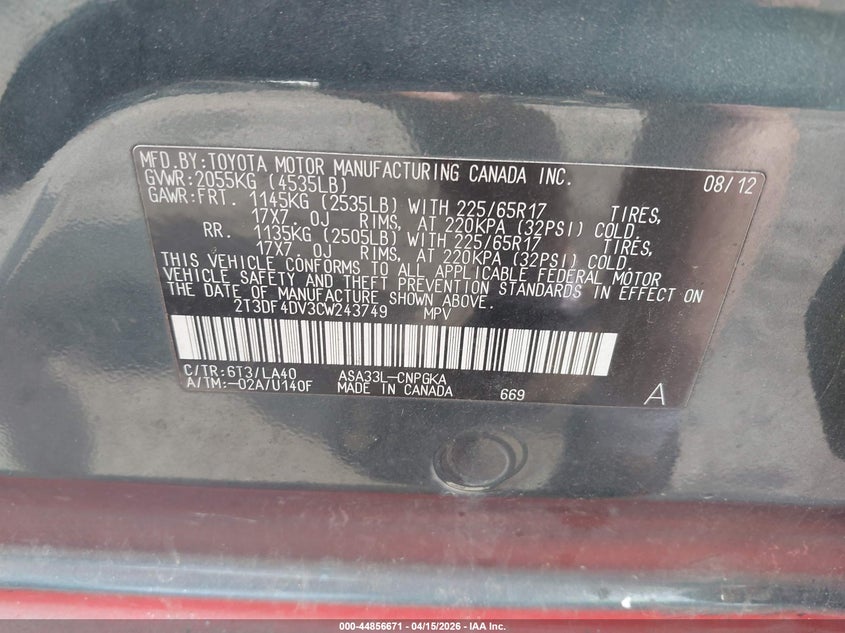 MFD.BY:TOYOTA MOTOR MANUFACTURING CANADA INC. 08/12
GVWR:2055KG (4535LB)
GAWR:FRT. 1145KG (2535LB) WITH 225/65R17 TIRES,
17X7.0J RIMS, AT 220KPA (32PSI) COLD.
RR. 1135KG (2505LB) WITH 225/65R17 TIRES,
17X7.0J RIMS, AT 220KPA (32PSI) COLD.
THIS VEHICLE CONFORMS TO ALL APPLICABLE FEDERAL MOTOR
VEHICLE SAFETY AND THEFT PREVENTION STANDARDS IN EFFECT ON
THE DATE OF MANUFACTURE SHOWN ABOVE.
2T3DF4DV3CW243749 MPV
C/TR:6T3/LA40 ASA33L-CNPGKA
A/TM:-02A/U140F MADE IN CANADA 669 A
000-44856671 - 04/15/2026 - IAA Inc.